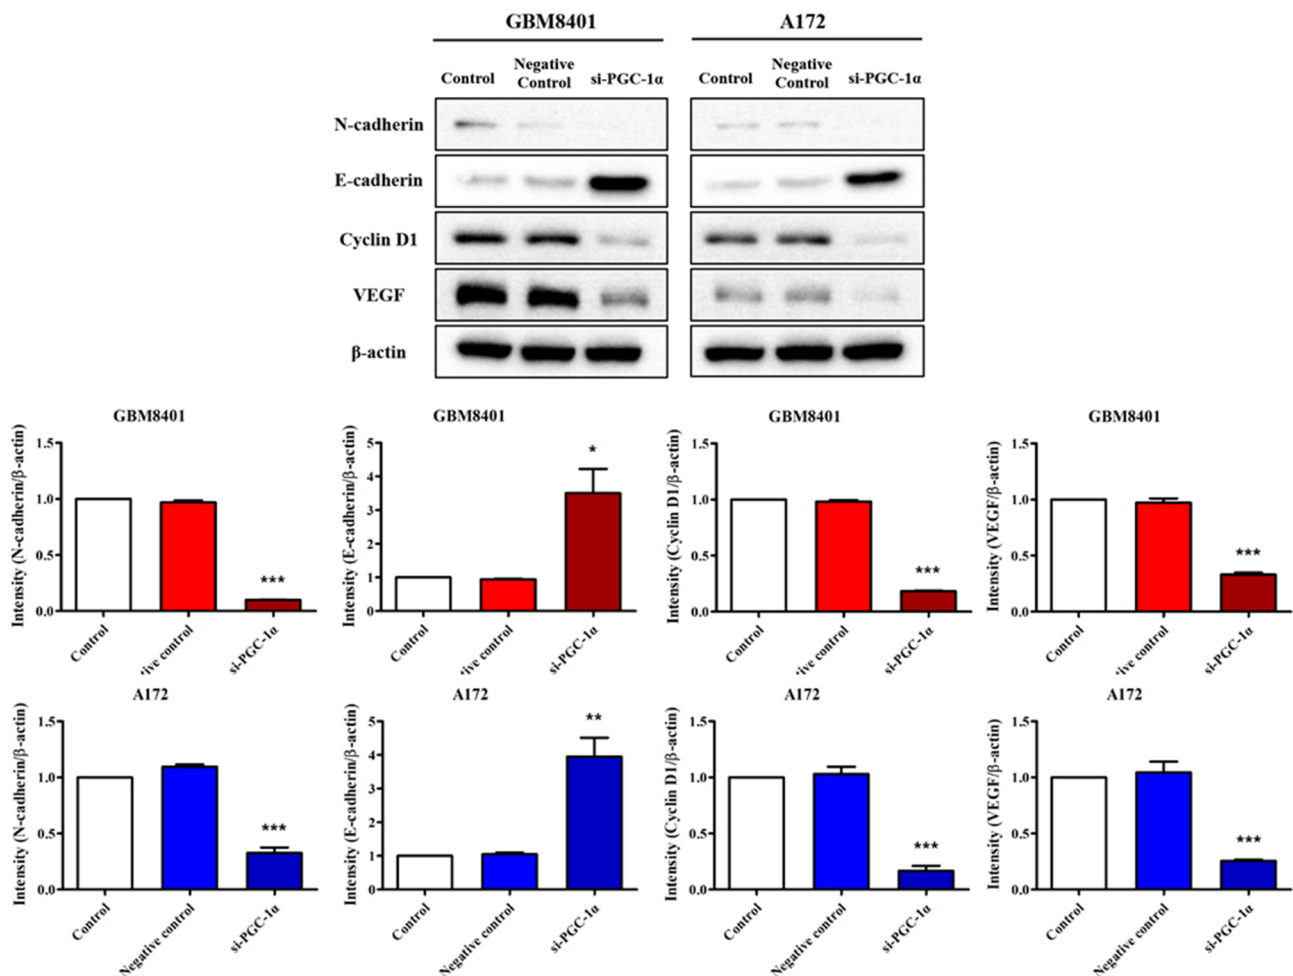 GBM8401
A172
Control
Negative
Control
si-PGC-1α
Control
Negative
Control
si-PGC-1α
N-cadherin
E-cadherin
Cyclin D1
VEGF
β-actin
GBM8401
Intensity (N-cadherin/β-actin)
1.5
1.0
0.5
0.0
***
Control
tive control
si-PGC-1α
GBM8401
Intensity (E-cadherin/β-actin)
5
4
3
2
1
0
*
Control
tive control
si-PGC-1α
GBM8401
Intensity (Cyclin D1/β-actin)
1.5
1.0
0.5
0.0
***
Control
tive control
si-PGC-1α
GBM8401
Intensity (VEGF/β-actin)
1.5
1.0
0.5
0.0
***
Control
tive control
si-PGC-1α
A172
Intensity (N-cadherin/β-actin)
1.5
1.0
0.5
0.0
***
Control
Negative control
si-PGC-1α
A172
Intensity (E-cadherin/β-actin)
5
4
3
2
1
0
**
Control
Negative control
si-PGC-1α
A172
Intensity (Cyclin D1/β-actin)
1.5
1.0
0.5
0.0
***
Control
Negative control
si-PGC-1α
A172
Intensity (VEGF/β-actin)
1.5
1.0
0.5
0.0
***
Control
Negative control
si-PGC-1α